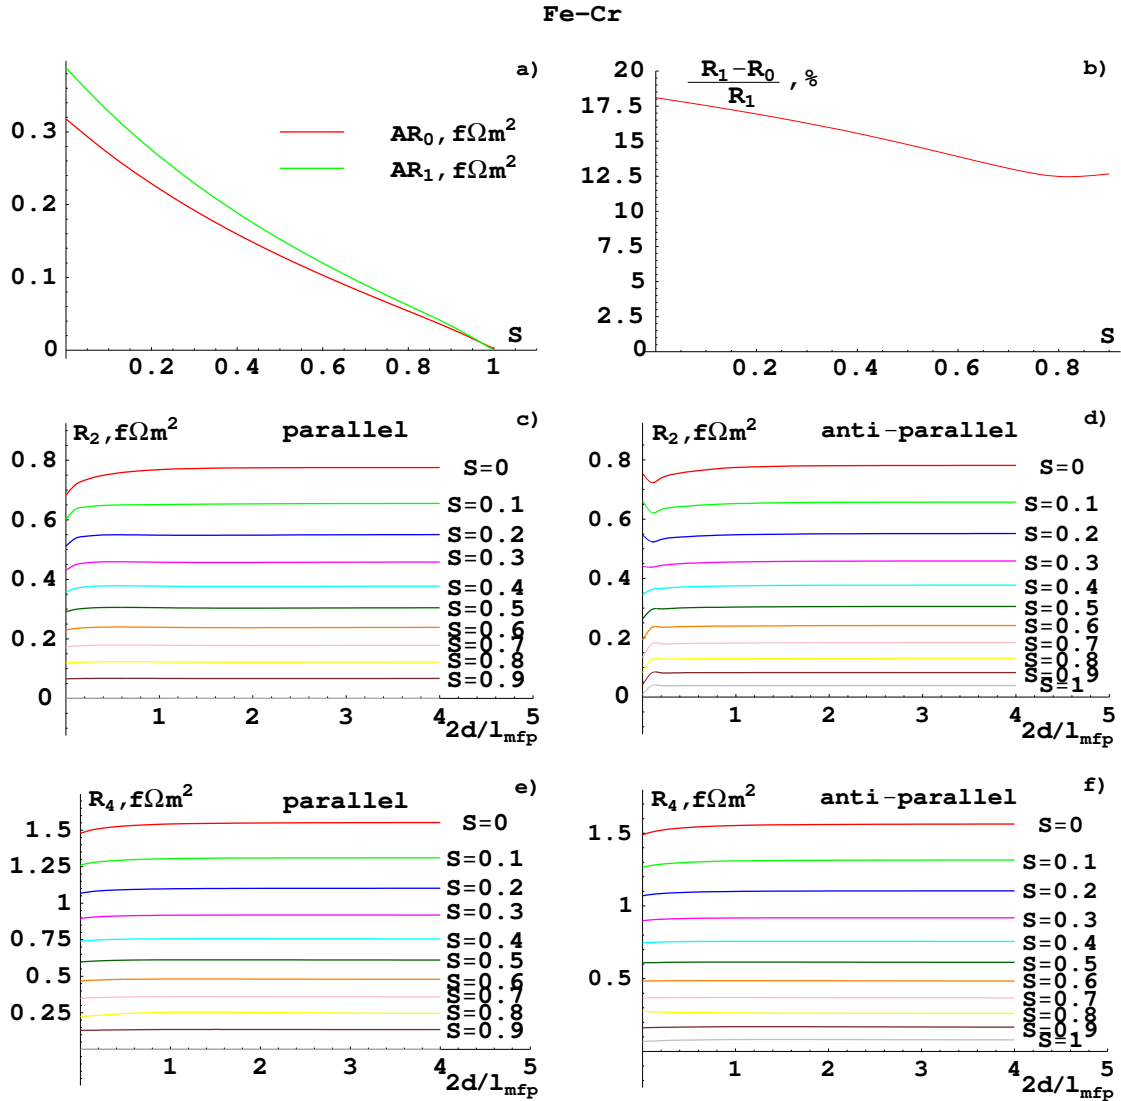 Fe−Cr
a)
0.3
0.2
0.1
0
AR₀,fΩm²
AR₁,fΩm²
S
0.2 0.4 0.6 0.8 1
b)
R₁−R₀
R₁
,%
20
17.5
15
12.5
10
7.5
5
2.5
0
S
0.2 0.4 0.6 0.8
c)
R₂,fΩm² parallel
0.8
0.6
0.4
0.2
0
S=0
S=0.1
S=0.2
S=0.3
S=0.4
S=0.5
S=0.6
S=0.7
S=0.8
S=0.9
1 2 3 4 5
2d/lmfp
d)
R₂,fΩm² anti−parallel
0.8
0.6
0.4
0.2
0
S=0
S=0.1
S=0.2
S=0.3
S=0.4
S=0.5
S=0.6
S=0.7
S=0.8
S=0.9
S=1
1 2 3 4 5
2d/lmfp
e)
R₄,fΩm² parallel
1.5
1.25
1
0.75
0.5
0.25
S=0
S=0.1
S=0.2
S=0.3
S=0.4
S=0.5
S=0.6
S=0.7
S=0.8
S=0.9
1 2 3 4 5
2d/lmfp
f)
R₄,fΩm² anti−parallel
1.5
1
0.5
S=0
S=0.1
S=0.2
S=0.3
S=0.4
S=0.5
S=0.6
S=0.7
S=0.8
S=0.9
S=1
1 2 3 4 5
2d/lmfp